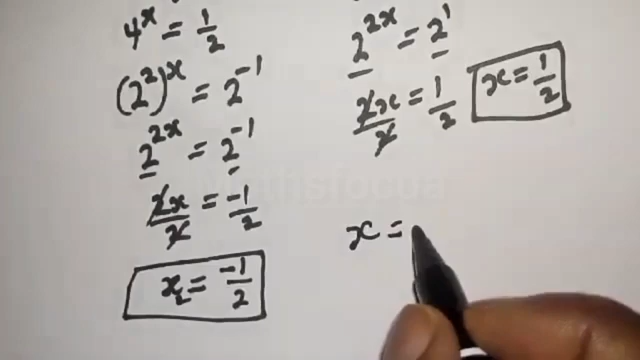 4^x = 1/2
(2^2)^x = 2^-1
2^2x = 2^-1
2x/2 = -1/2
x₂ = -1/2
2^2x = 2^1
2x/2 = 1/2
x = 1/2
x =